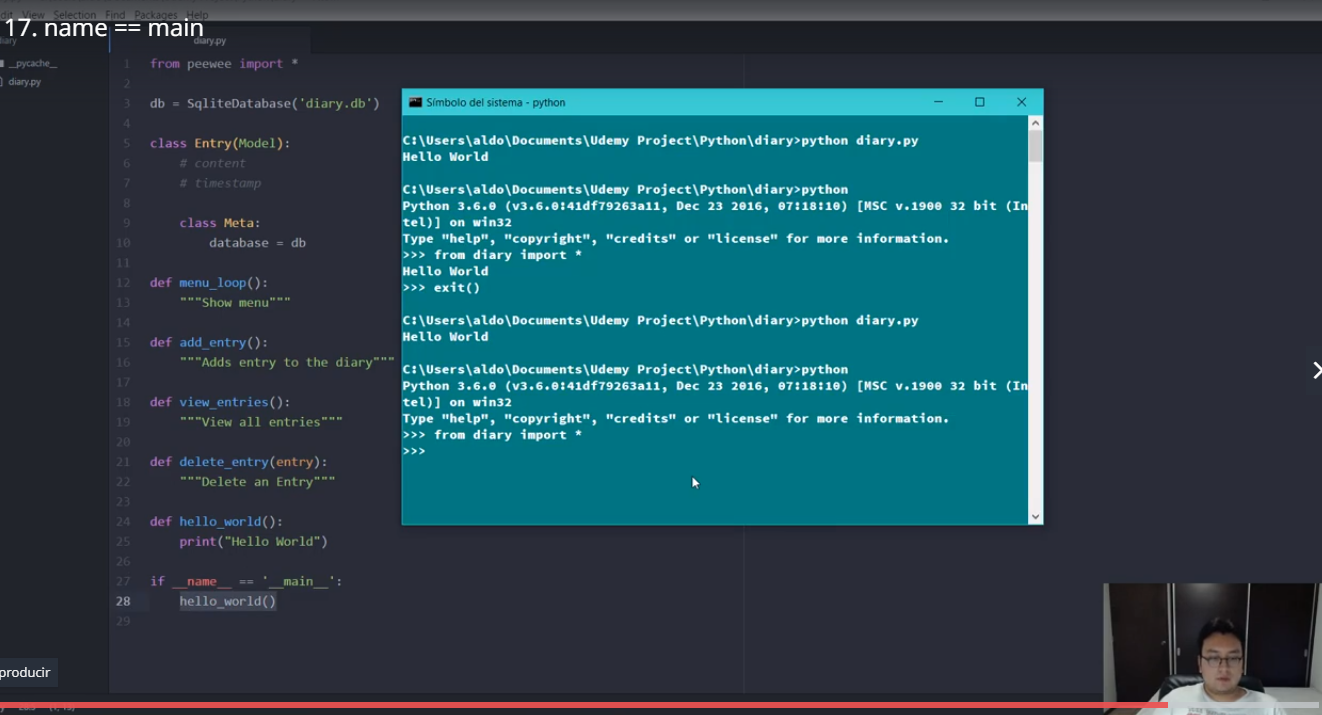 View Selection Find Packages Help
17. name == main
diary.py
__pycache__
diary.py
1 from peewee import *
2
3 db = SqliteDatabase('diary.db')
4
5 class Entry(Model):
6 # content
7 # timestamp
8
9 class Meta:
10 database = db
11
12 def menu_loop():
13 """Show menu"""
14
15 def add_entry():
16 """Adds entry to the diary"""
17
18 def view_entries():
19 """View all entries"""
20
21 def delete_entry(entry):
22 """Delete an Entry"""
23
24 def hello_world():
25 print("Hello World")
26
27 if __name__ == '__main__':
28 hello_world()
29
Símbolo del sistema - python
C:\Users\aldo\Documents\Udemy Project\Python\diary>python diary.py
Hello World
C:\Users\aldo\Documents\Udemy Project\Python\diary>python
Python 3.6.0 (v3.6.0:41df79263a11, Dec 23 2016, 07:18:10) [MSC v.1900 32 bit (In
tel)] on win32
Type "help", "copyright", "credits" or "license" for more information.
>>> from diary import *
Hello World
>>> exit()
C:\Users\aldo\Documents\Udemy Project\Python\diary>python diary.py
Hello World
C:\Users\aldo\Documents\Udemy Project\Python\diary>python
Python 3.6.0 (v3.6.0:41df79263a11, Dec 23 2016, 07:18:10) [MSC v.1900 32 bit (In
tel)] on win32
Type "help", "copyright", "credits" or "license" for more information.
>>> from diary import *
>>>
producir